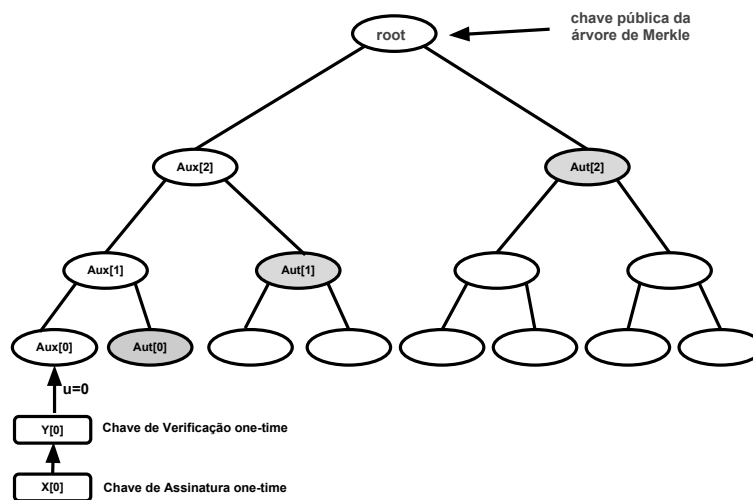 root
chave pública da
árvore de Merkle
Aux[2]
Aut[2]
Aux[1]
Aut[1]
Aux[0]
Aut[0]
u=0
Y[0]
Chave de Verificação one-time
X[0]
Chave de Assinatura one-time